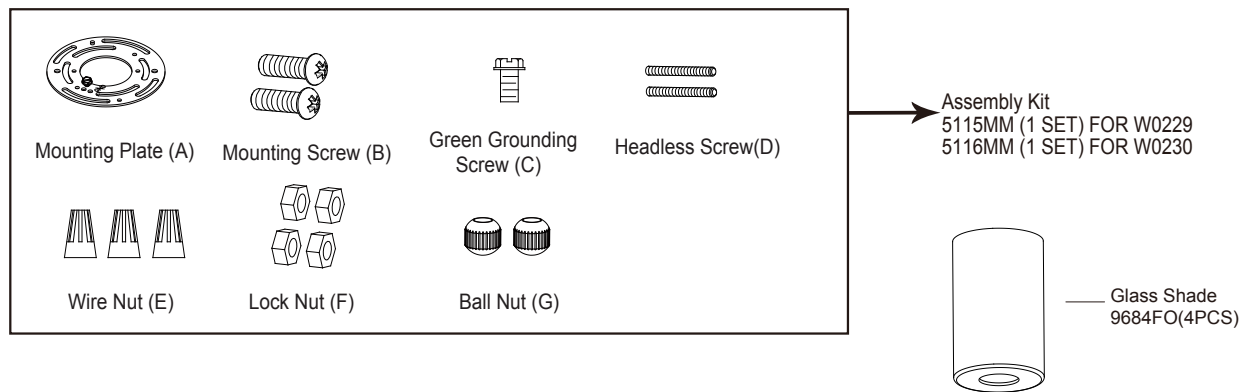 Mounting Plate (A)
Mounting Screw (B)
Green Grounding
Screw (C)
Headless Screw(D)
Wire Nut (E)
Lock Nut (F)
Ball Nut (G)
Assembly Kit
5115MM (1 SET) FOR W0229
5116MM (1 SET) FOR W0230
Glass Shade
9684FO(4PCS)